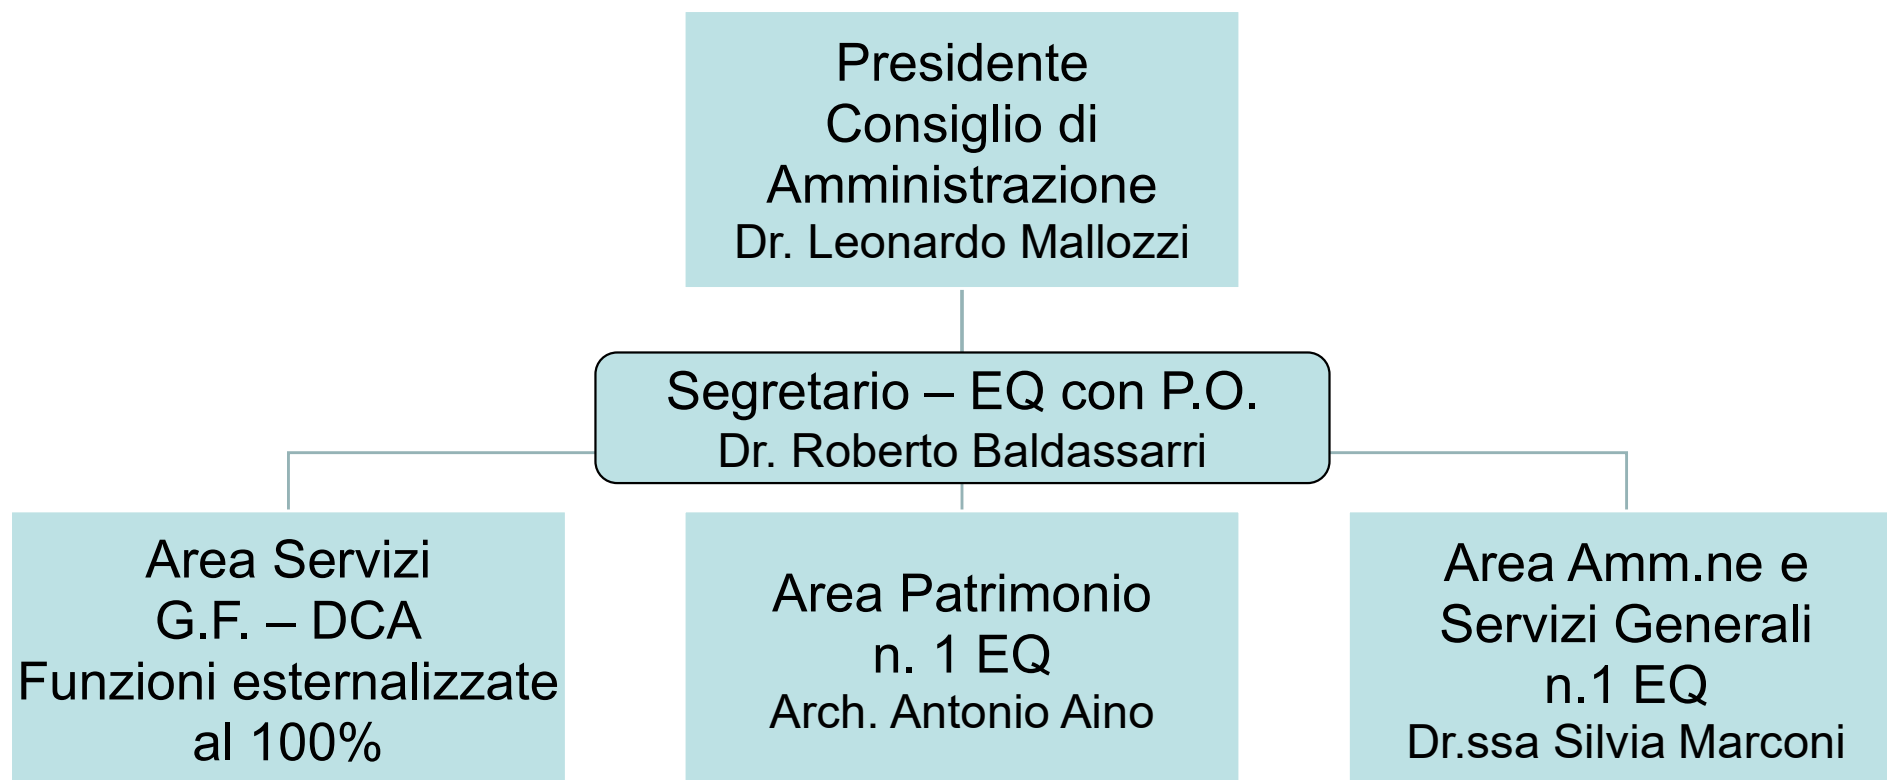 Presidente
Consiglio di
Amministrazione
Dr. Leonardo Mallozzi
Segretario – EQ con P.O.
Dr. Roberto Baldassarri
Area Servizi
G.F. – DCA
Funzioni esternalizzate
al 100%
Area Patrimonio
n. 1 EQ
Arch. Antonio Aino
Area Amm.ne e
Servizi Generali
n.1 EQ
Dr.ssa Silvia Marconi